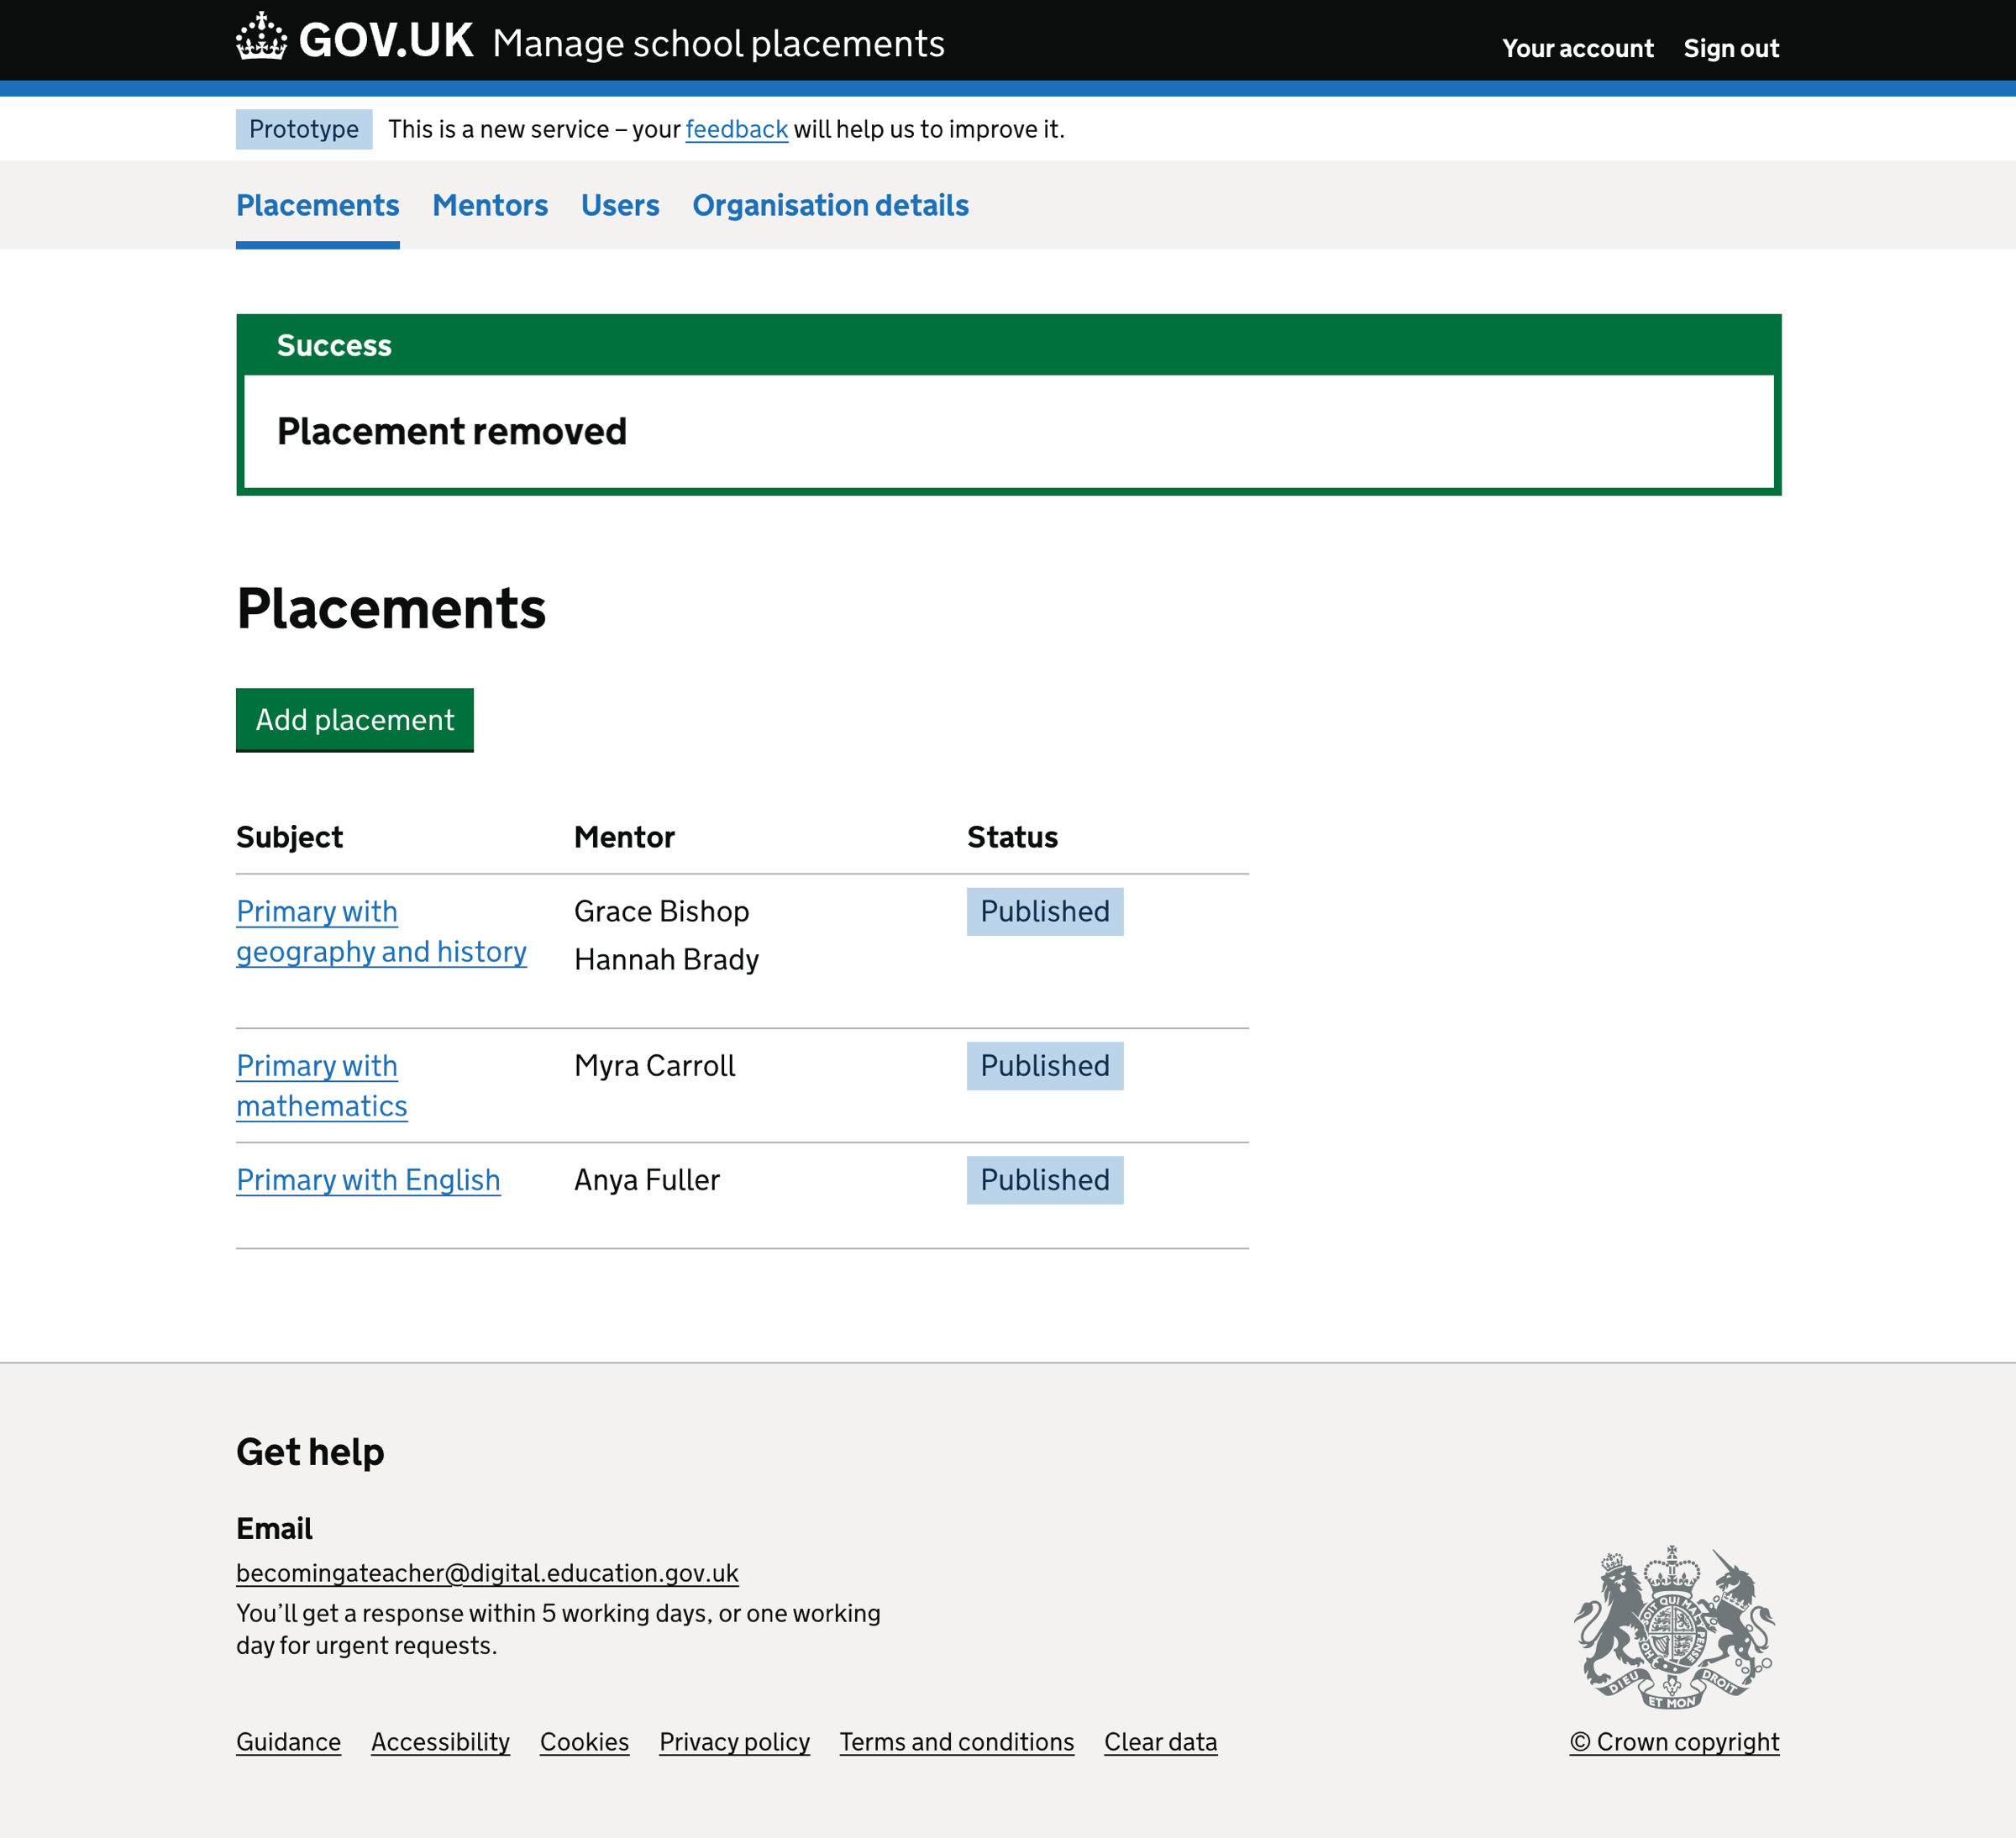 GOV.UK Manage school placements Your account Sign out
Prototype This is a new service – your feedback will help us to improve it.
Placements Mentors Users Organisation details
Success
Placement removed
Placements
Add placement
Subject Mentor Status
Primary with Grace Bishop Published
geography and history
Hannah Brady
Primary with Myra Carroll Published
mathematics
Primary with English Anya Fuller Published
Get help
Email
becomingateacher@digital.education.gov.uk
You’ll get a response within 5 working days, or one working
day for urgent requests.
SOIT QUI MAL PENSE
DIEU ET MON DROIT
Guidance Accessibility Cookies Privacy policy Terms and conditions Clear data © Crown copyright